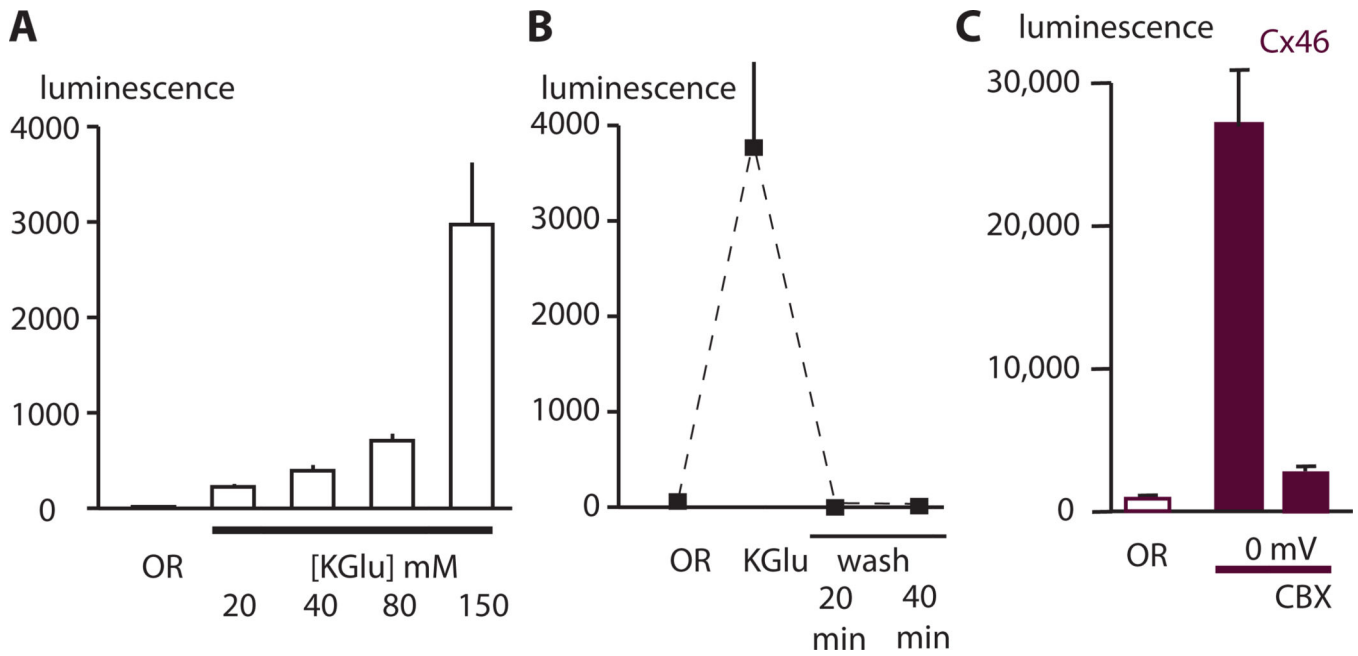 A
luminescence
4000
3000
2000
1000
0
OR
[KGlu] mM
20 40 80 150
B
luminescence
4000
3000
2000
1000
0
OR KGlu wash
20 min
40 min
C
luminescence
Cx46
30,000
20,000
10,000
0
OR
0 mV
CBX